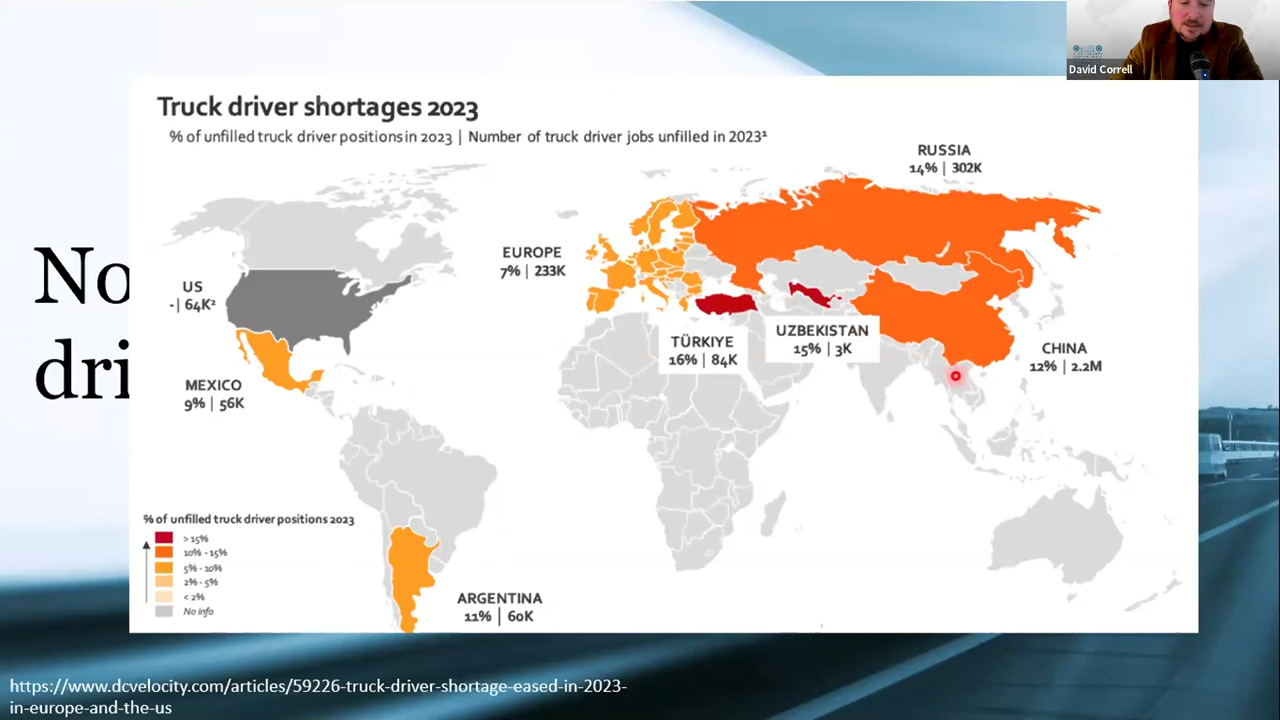 David Correll
No
dri
Truck driver shortages 2023
% of unfilled truck driver positions in 2023 | Number of truck driver jobs unfilled in 2023¹
RUSSIA
14% | 302K
EUROPE
7% | 233K
US
-| 64K²
TÜRKIYE
16% | 84K
UZBEKISTAN
15% | 3K
CHINA
12% | 2.2M
MEXICO
9% | 56K
% of unfilled truck driver positions 2023
> 15%
10% - 15%
5% - 10%
2% - 5%
< 2%
No info
ARGENTINA
11% | 60K
https://www.dcvelocity.com/articles/59226-truck-driver-shortage-eased-in-2023-
in-europe-and-the-us